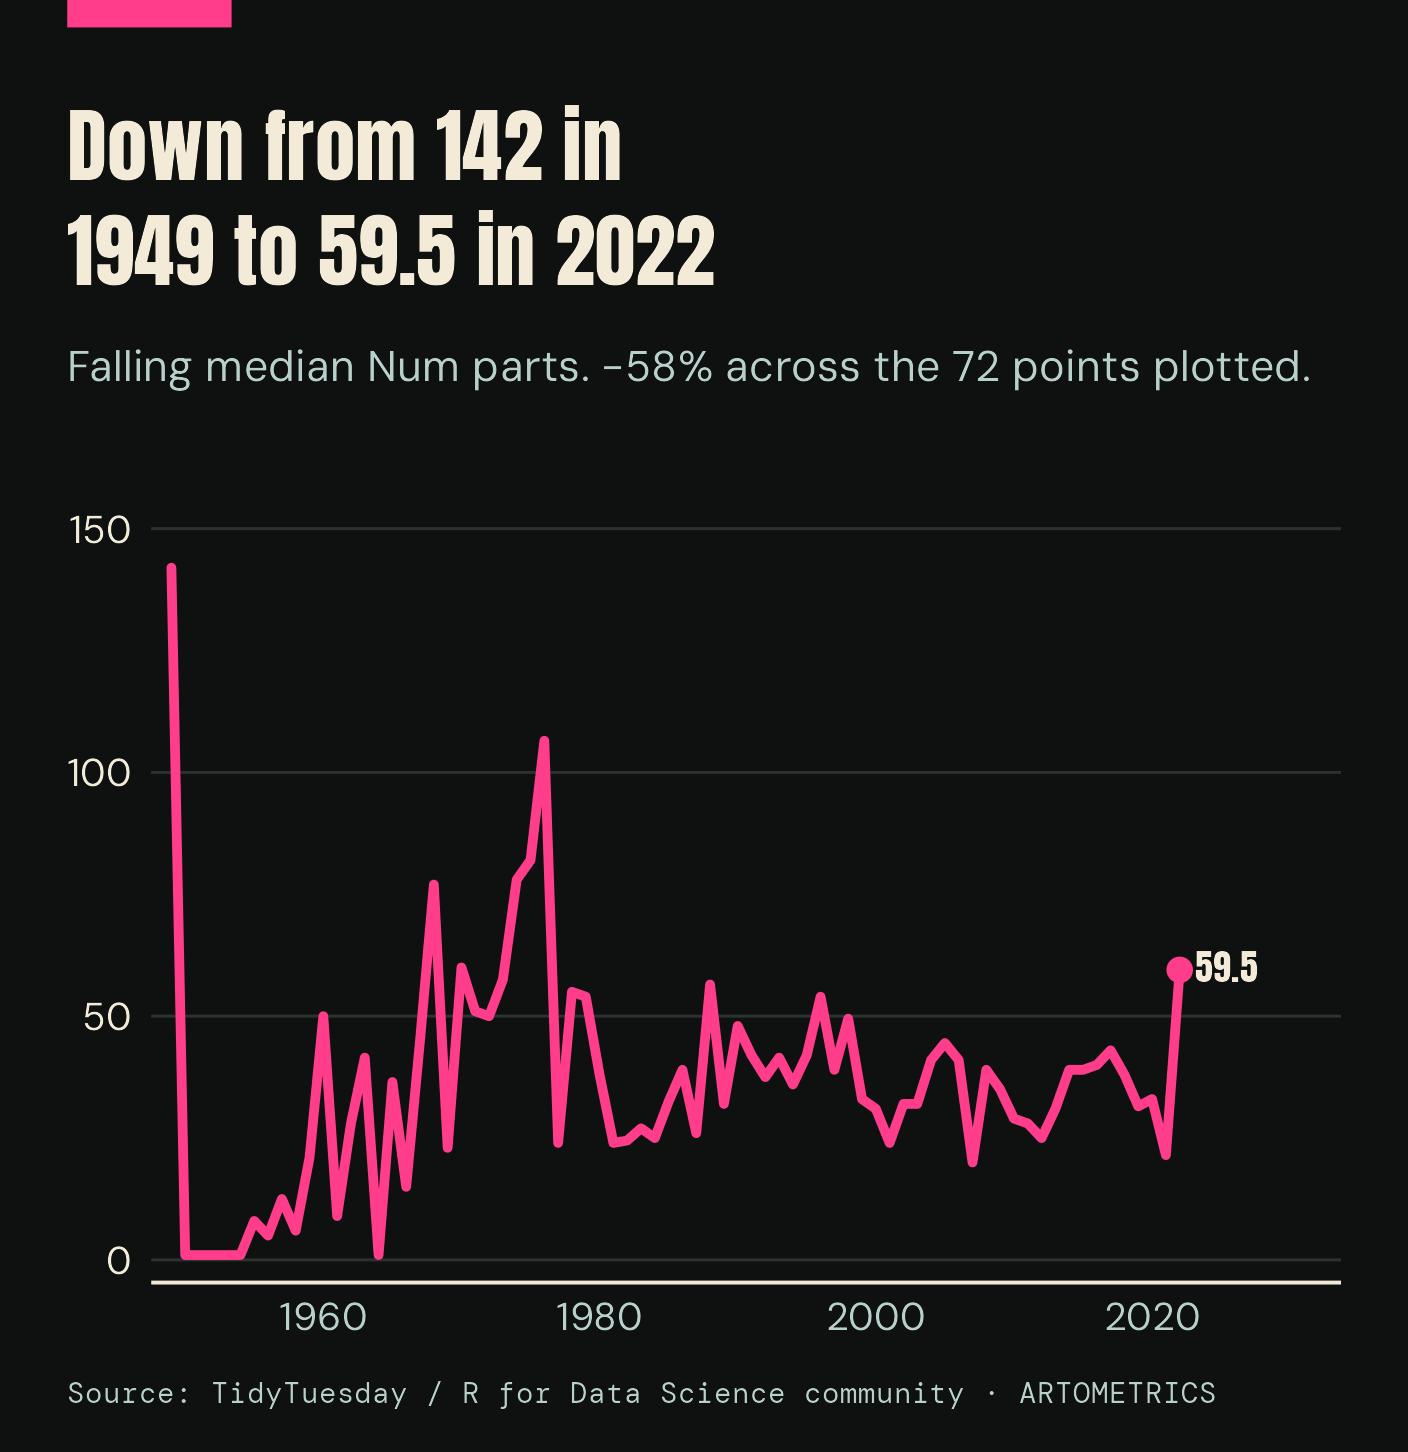 Down from 142 in
1949 to 59.5 in 2022
Falling median Num parts. −58% across the 72 points plotted.
150
100
50
0
59.5
1960 1980 2000 2020
Source: TidyTuesday / R for Data Science community · ARTOMETRICS